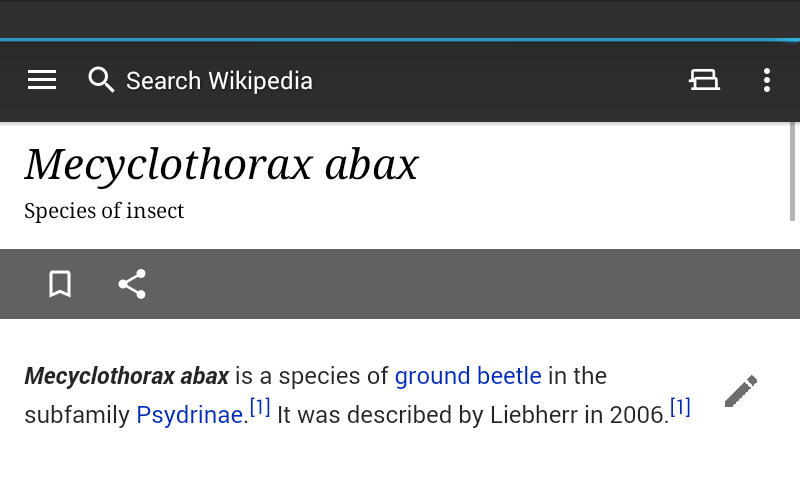 Search Wikipedia
Mecyclothorax abax
Species of insect
Mecyclothorax abax is a species of ground beetle in the
subfamily Psydrinae.[1] It was described by Liebherr in 2006.[1]